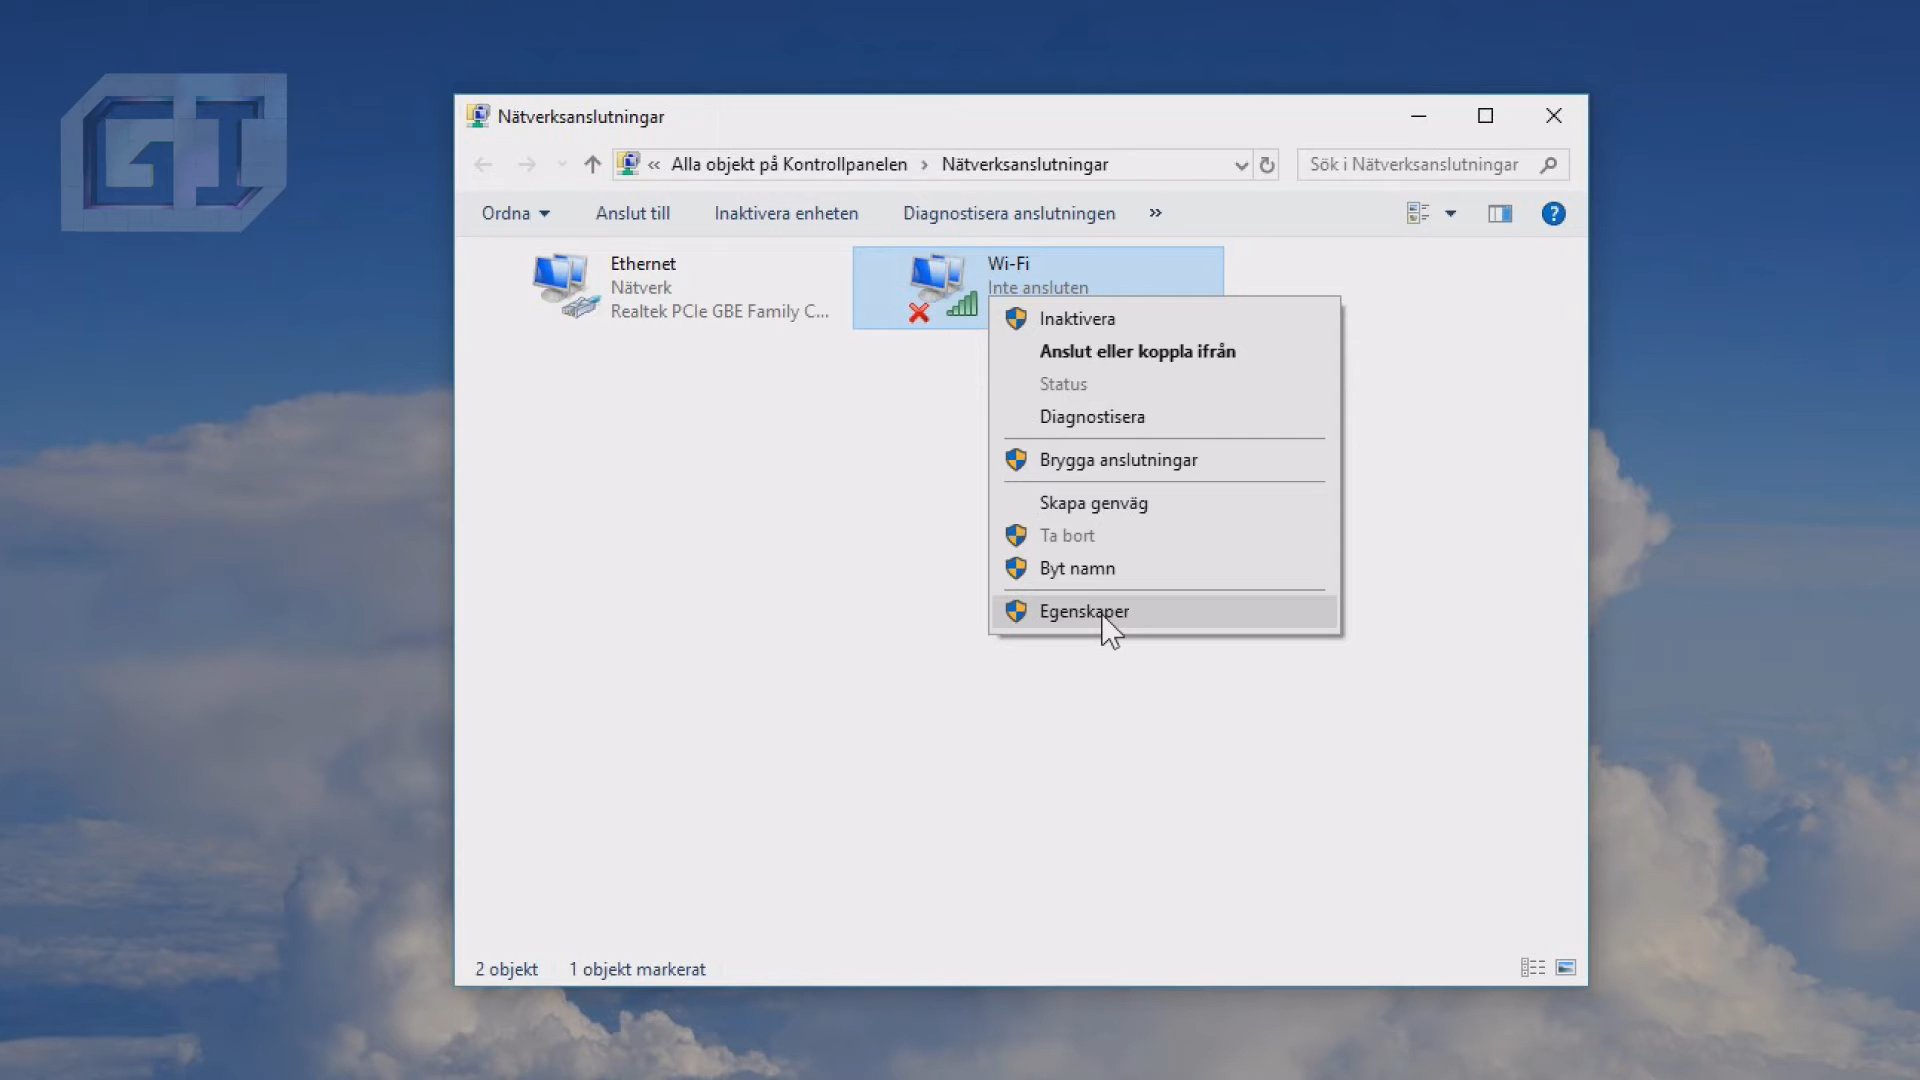 GI
Nätverksanslutningar
« Alla objekt på Kontrollpanelen › Nätverksanslutningar
Sök i Nätverksanslutningar
Ordna
Anslut till
Inaktivera enheten
Diagnostisera anslutningen
»
?
Ethernet
Nätverk
Realtek PCIe GBE Family C...
Wi-Fi
Inte ansluten
Inaktivera
Anslut eller koppla ifrån
Status
Diagnostisera
Brygga anslutningar
Skapa genväg
Ta bort
Byt namn
Egenskaper
2 objekt
1 objekt markerat